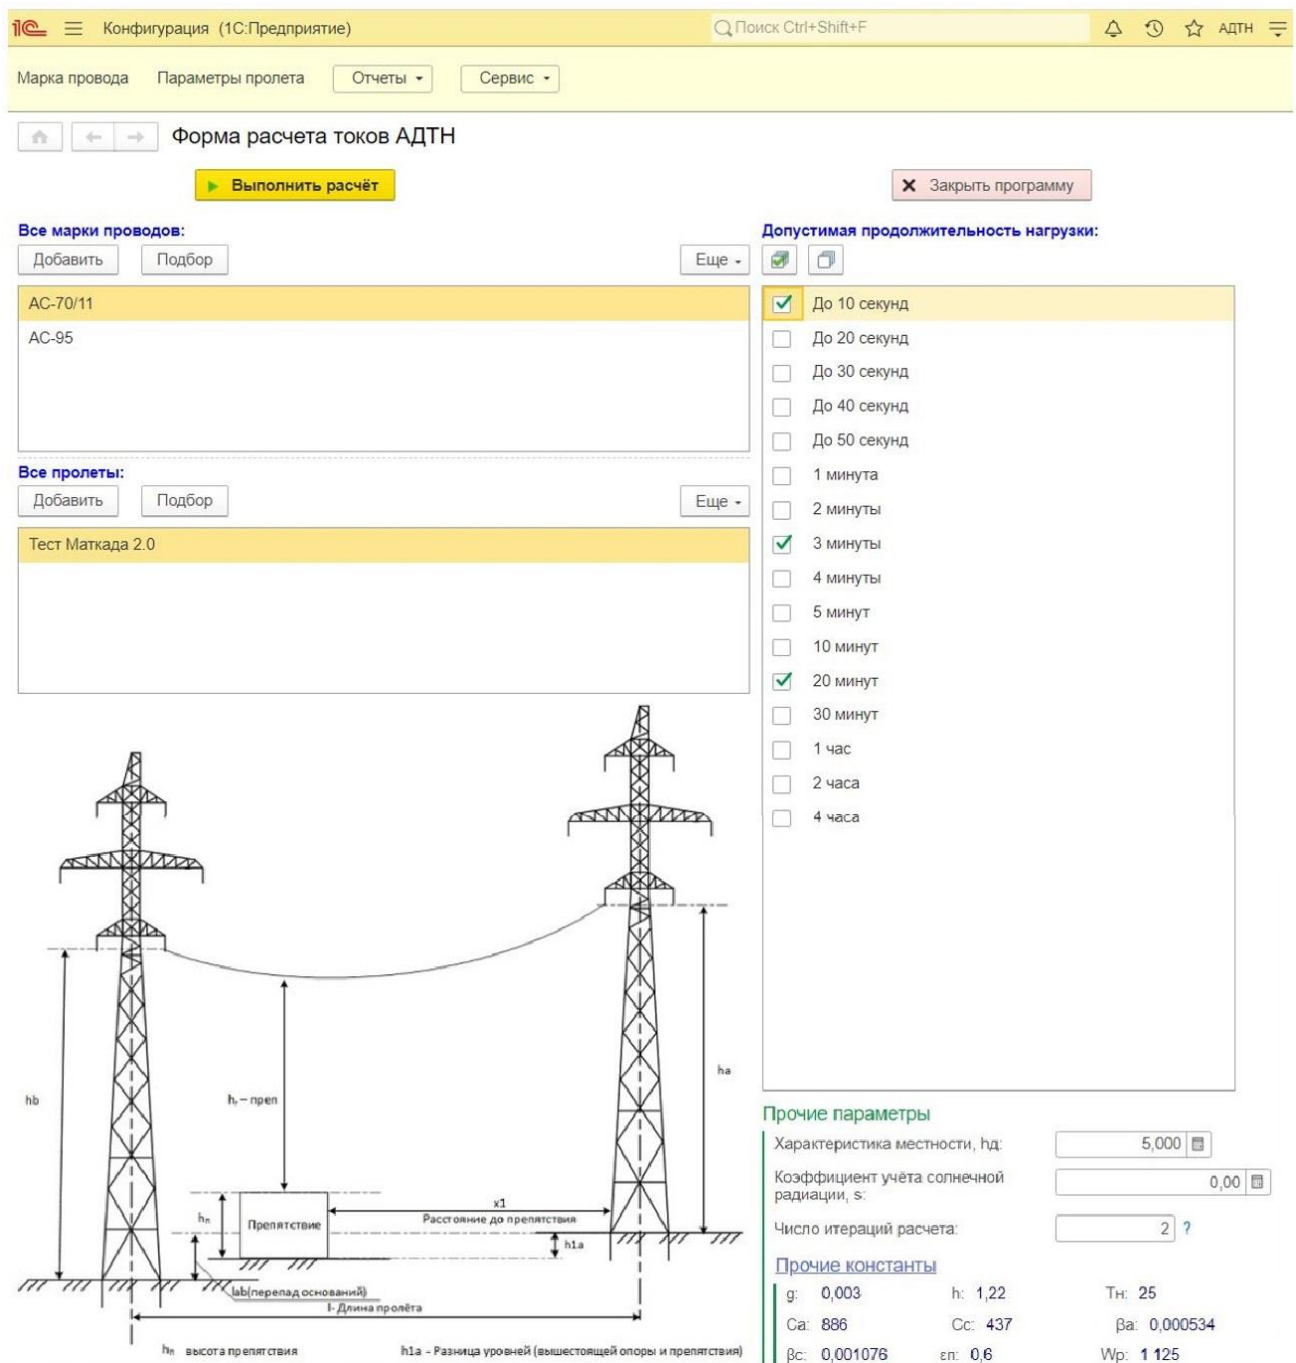 1С Конфигурация (1С:Предприятие) Поиск Ctrl+Shift+F АДТН
Марка провода Параметры пролета Отчеты Сервис
Форма расчета токов АДТН
Выполнить расчёт Закрыть программу
Все марки проводов:
Добавить Подбор Еще
АС-70/11
АС-95
Все пролеты:
Добавить Подбор Еще
Тест Маткада 2.0
Допустимая продолжительность нагрузки:
До 10 секунд
До 20 секунд
До 30 секунд
До 40 секунд
До 50 секунд
1 минута
2 минуты
3 минуты
4 минуты
5 минут
10 минут
20 минут
30 минут
1 час
2 часа
4 часа
ha
hb
hг – преп
x1
hп
Препятствие
Расстояние до препятствия
h1a
lab(перепад оснований)
l- Длина пролёта
hп высота препятствия h1a – Разница уровней (вышестоящей опоры и препятствия)
Прочие параметры
Характеристика местности, hд: 5,000
Коэффициент учёта солнечной
радиации, s: 0,00
Число итераций расчета: 2 ?
Прочие константы
g: 0,003 h: 1,22 Tн: 25
Ca: 886 Cc: 437 βa: 0,000534
βc: 0,001076 εп: 0,6 Wp: 1 125